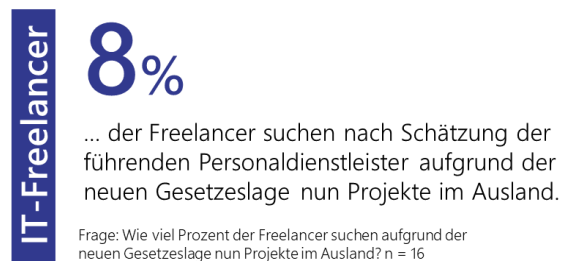 IT-Freelancer
8%
... der Freelancer suchen nach Schätzung der
führenden Personaldienstleister aufgrund der
neuen Gesetzeslage nun Projekte im Ausland.
Frage: Wie viel Prozent der Freelancer suchen aufgrund der
neuen Gesetzeslage nun Projekte im Ausland? n = 16